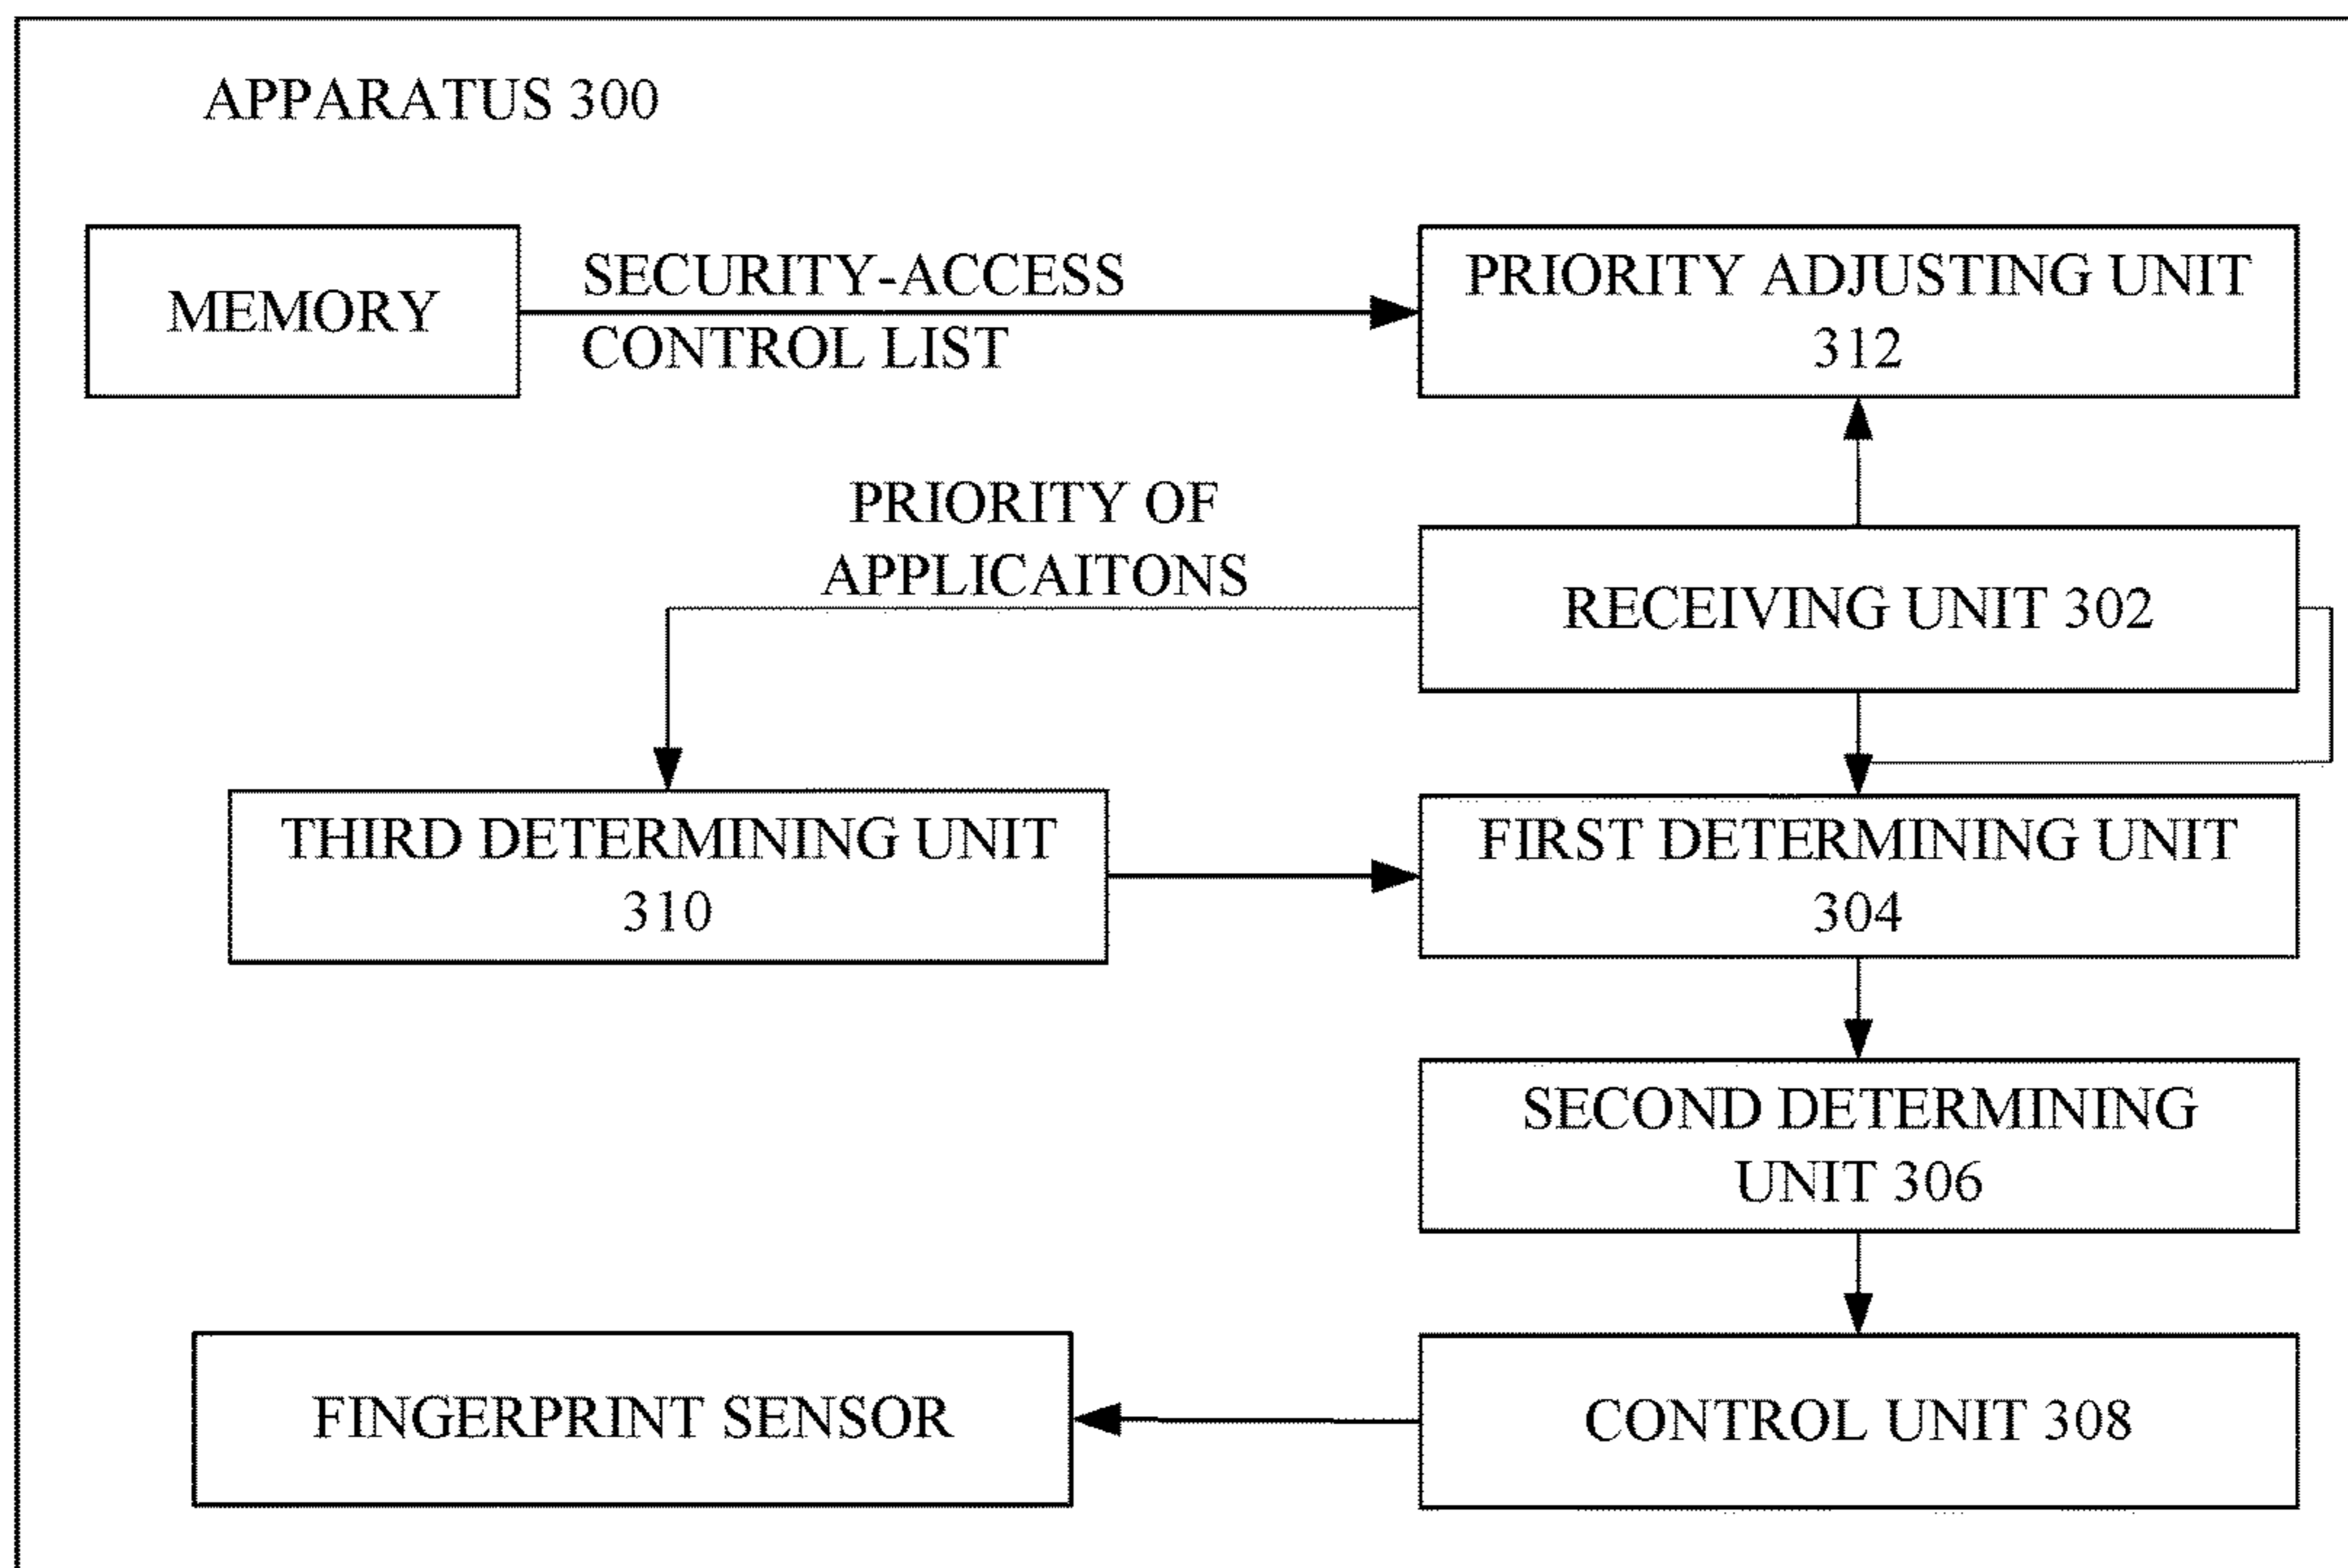 APPARATUS 300
MEMORY
SECURITY-ACCESS
CONTROL LIST
PRIORITY ADJUSTING UNIT
312
PRIORITY OF
APPLICAITONS
RECEIVING UNIT 302
THIRD DETERMINING UNIT
310
FIRST DETERMINING UNIT
304
SECOND DETERMINING
UNIT 306
FINGERPRINT SENSOR
CONTROL UNIT 308